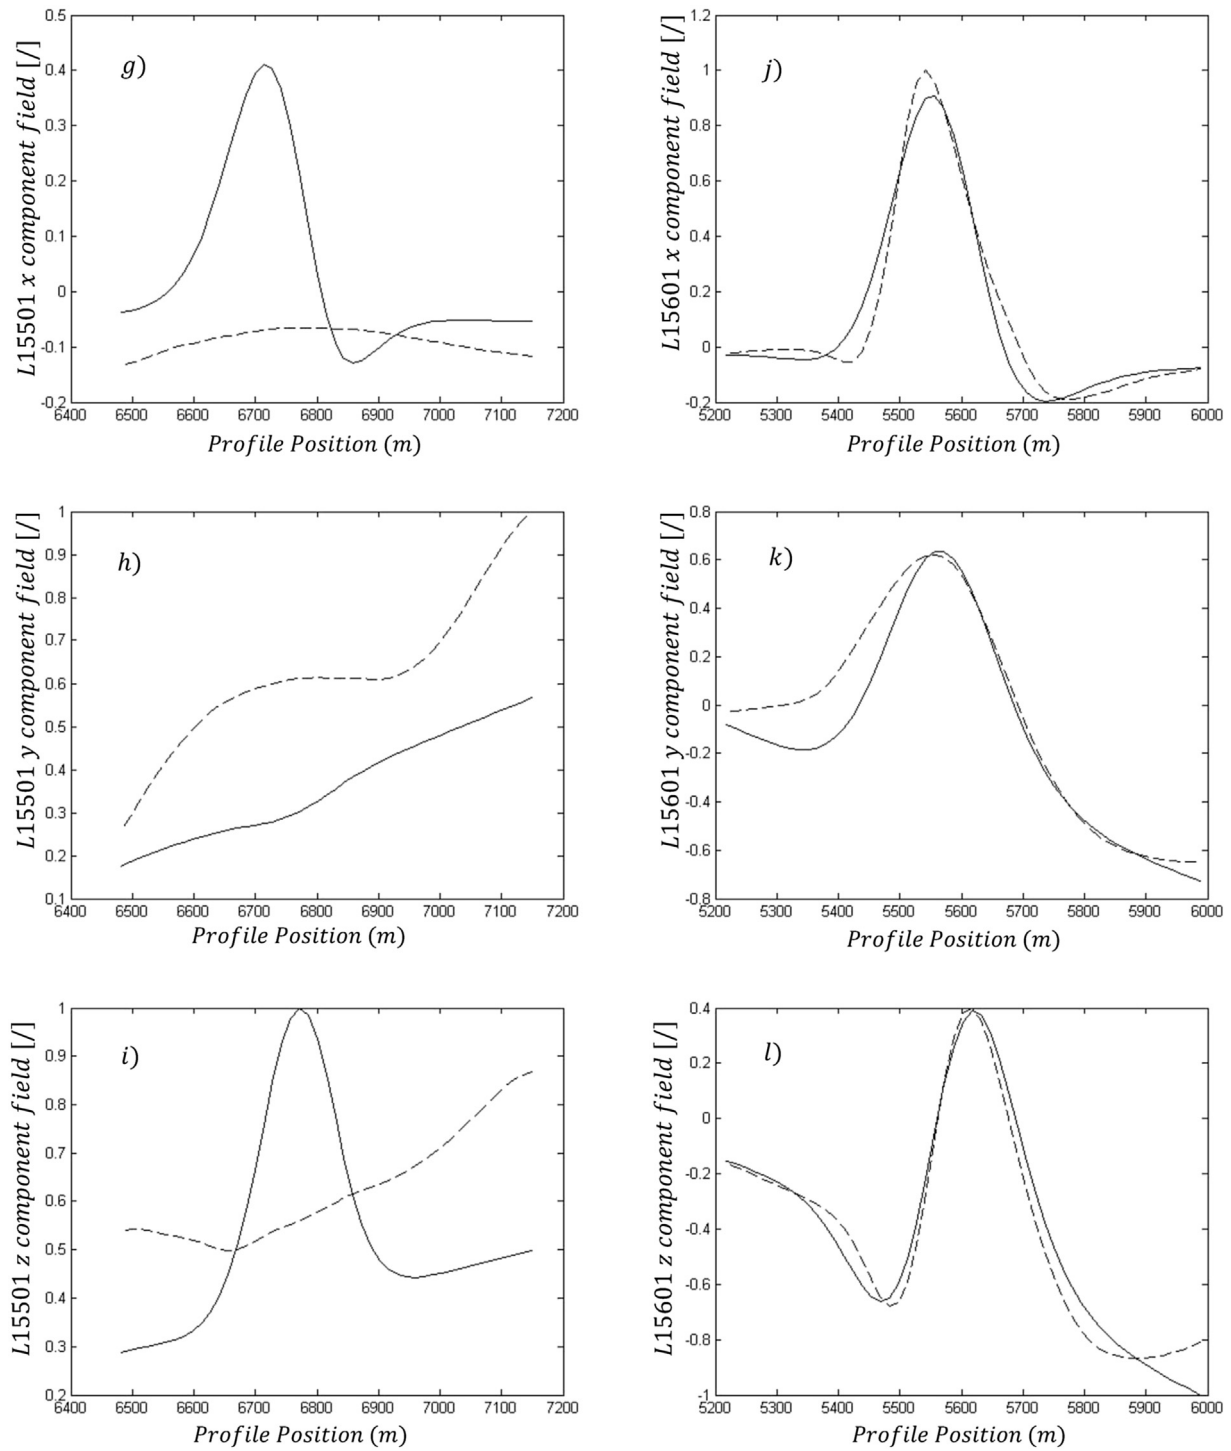 g)
L15501 x component field [/]
0.5
0.4
0.3
0.2
0.1
0
-0.1
-0.2
6400 6500 6600 6700 6800 6900 7000 7100 7200
Profile Position (m)
j)
L15601 x component field [/]
1.2
1
0.8
0.6
0.4
0.2
0
-0.2
5200 5300 5400 5500 5600 5700 5800 5900 6000
Profile Position (m)
h)
L15501 y component field [/]
1
0.9
0.8
0.7
0.6
0.5
0.4
0.3
0.2
0.1
6400 6500 6600 6700 6800 6900 7000 7100 7200
Profile Position (m)
k)
L15601 y component field [/]
0.8
0.6
0.4
0.2
0
-0.2
-0.4
-0.6
-0.8
5200 5300 5400 5500 5600 5700 5800 5900 6000
Profile Position (m)
i)
L15501 z component field [/]
1
0.9
0.8
0.7
0.6
0.5
0.4
0.3
0.2
6400 6500 6600 6700 6800 6900 7000 7100 7200
Profile Position (m)
l)
L15601 z component field [/]
0.4
0.2
0
-0.2
-0.4
-0.6
-0.8
-1
5200 5300 5400 5500 5600 5700 5800 5900 6000
Profile Position (m)